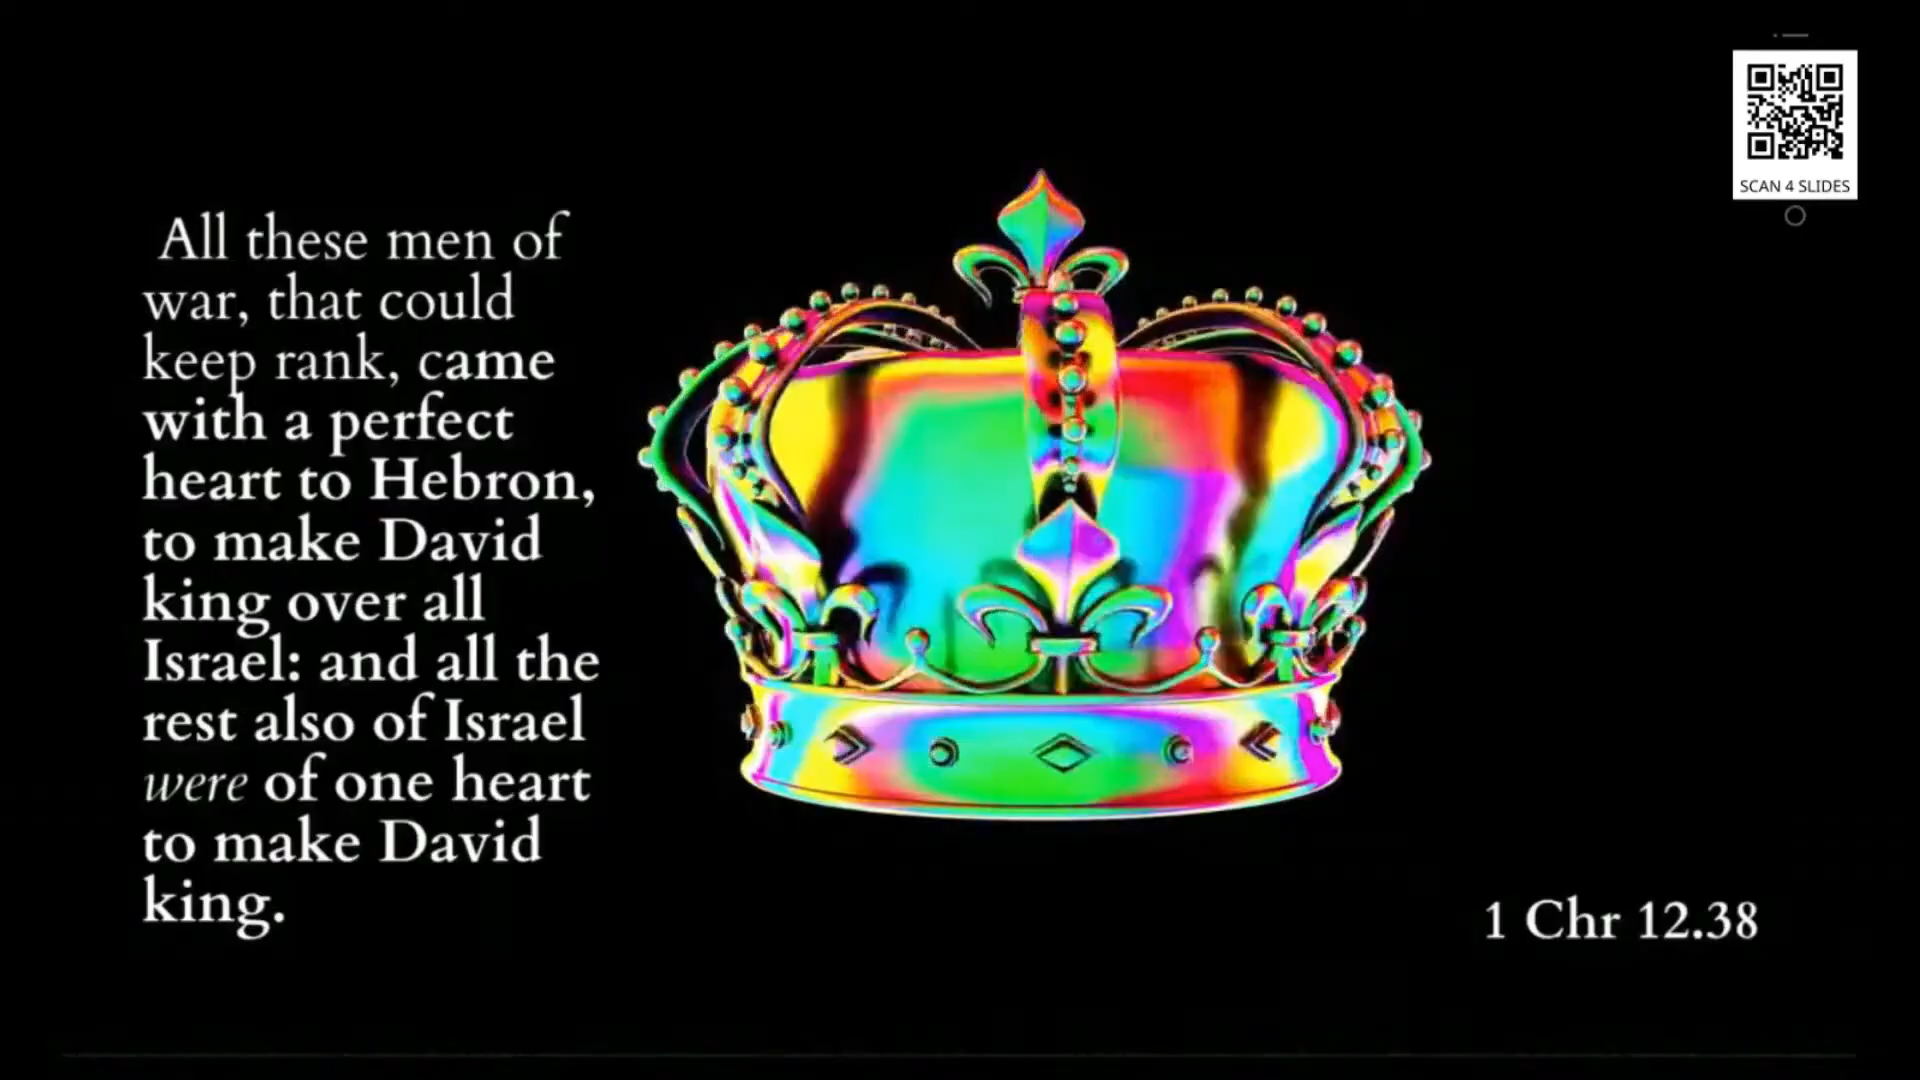 SCAN 4 SLIDES
All these men of
war, that could
keep rank, came
with a perfect
heart to Hebron,
to make David
king over all
Israel: and all the
rest also of Israel
were of one heart
to make David
king.
1 Chr 12.38